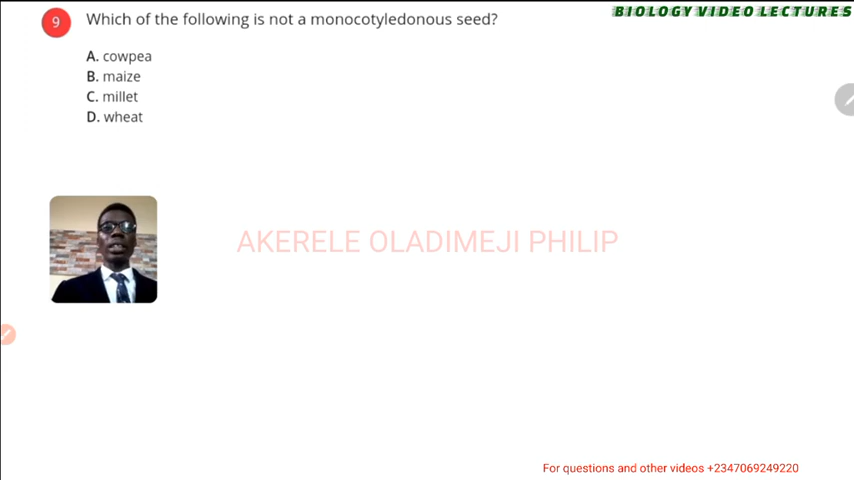 BIOLOGY VIDEO LECTURES
9 Which of the following is not a monocotyledonous seed?
A. cowpea
B. maize
C. millet
D. wheat
AKERELE OLADIMEJI PHILIP
For questions and other videos +2347069249220